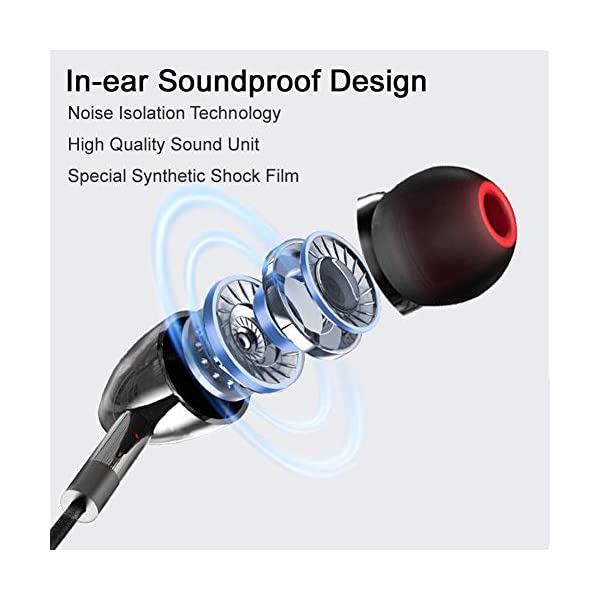 In-ear Soundproof Design
Noise Isolation Technology
High Quality Sound Unit
Special Synthetic Shock Film